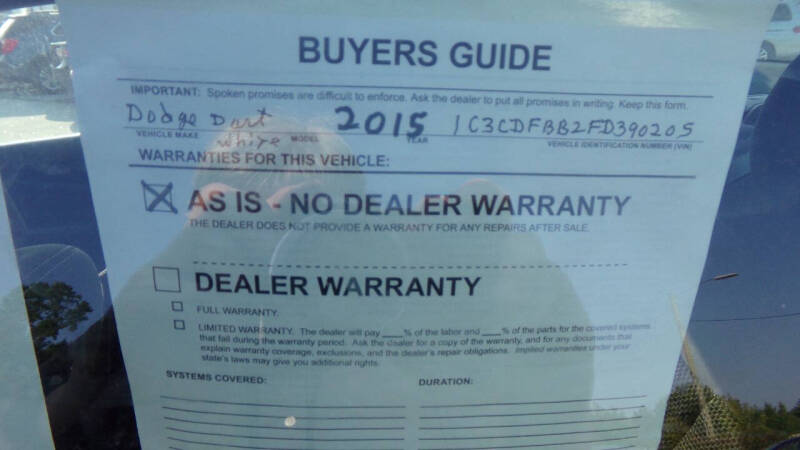 BUYERS GUIDE
IMPORTANT: Spoken promises are difficult to enforce. Ask the dealer to put all promises in writing. Keep this form.
Dodge Dart 2015 1C3CDFBB2FD390205
white
VEHICLE MAKE MODEL YEAR VEHICLE IDENTIFICATION NUMBER (VIN)
WARRANTIES FOR THIS VEHICLE:
AS IS - NO DEALER WARRANTY
THE DEALER DOES NOT PROVIDE A WARRANTY FOR ANY REPAIRS AFTER SALE.
DEALER WARRANTY
FULL WARRANTY.
LIMITED WARRANTY. The dealer will pay ____% of the labor and ____% of the parts for the covered systems
that fail during the warranty period. Ask the dealer for a copy of the warranty, and for any documents that
explain warranty coverage, exclusions, and the dealer's repair obligations. Implied warranties under your
state's laws may give you additional rights.
SYSTEMS COVERED: DURATION: